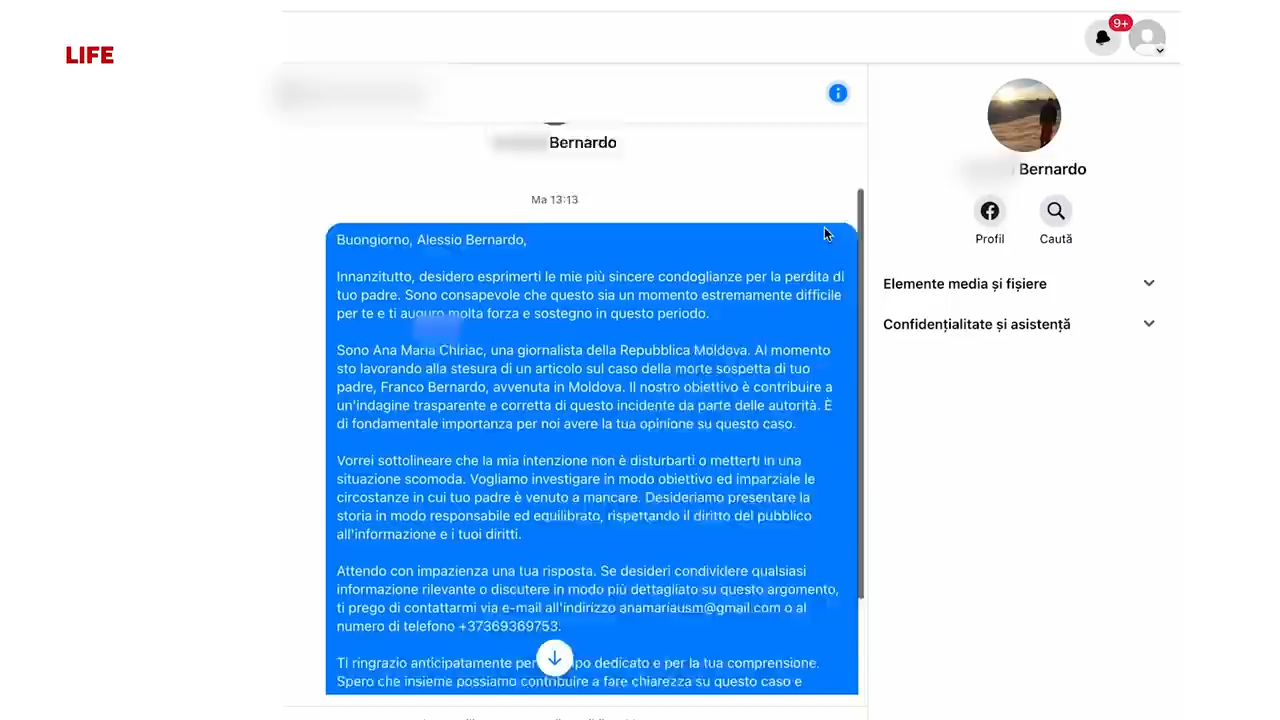 LIFE
9+
Bernardo
Bernardo
Ma 13:13
Profil
Caută
Elemente media și fișiere
Confidențialitate și asistență
Buongiorno, Alessio Bernardo,
Innanzitutto, desidero esprimerti le mie più sincere condoglianze per la perdita di
tuo padre. Sono consapevole che questo sia un momento estremamente difficile
per te e ti auguro molta forza e sostegno in questo periodo.
Sono Ana Maria Chiriac, una giornalista della Repubblica Moldova. Al momento
sto lavorando alla stesura di un articolo sul caso della morte sospetta di tuo
padre, Franco Bernardo, avvenuta in Moldova. Il nostro obiettivo è contribuire a
un'indagine trasparente e corretta di questo incidente da parte delle autorità. È
di fondamentale importanza per noi avere la tua opinione su questo caso.
Vorrei sottolineare che la mia intenzione non è disturbarti o metterti in una
situazione scomoda. Vogliamo investigare in modo obiettivo ed imparziale le
circostanze in cui tuo padre è venuto a mancare. Desideriamo presentare la
storia in modo responsabile ed equilibrato, rispettando il diritto del pubblico
all'informazione e i tuoi diritti.
Attendo con impazienza una tua risposta. Se desideri condividere qualsiasi
informazione rilevante o discutere in modo più dettagliato su questo argomento,
ti prego di contattarmi via e-mail all'indirizzo anamariausm@gmail.com o al
numero di telefono +37369369753.
Ti ringrazio anticipatamente per dedicato e per la tua comprensione.
Spero che insieme possiamo contribuire a fare chiarezza su questo caso e